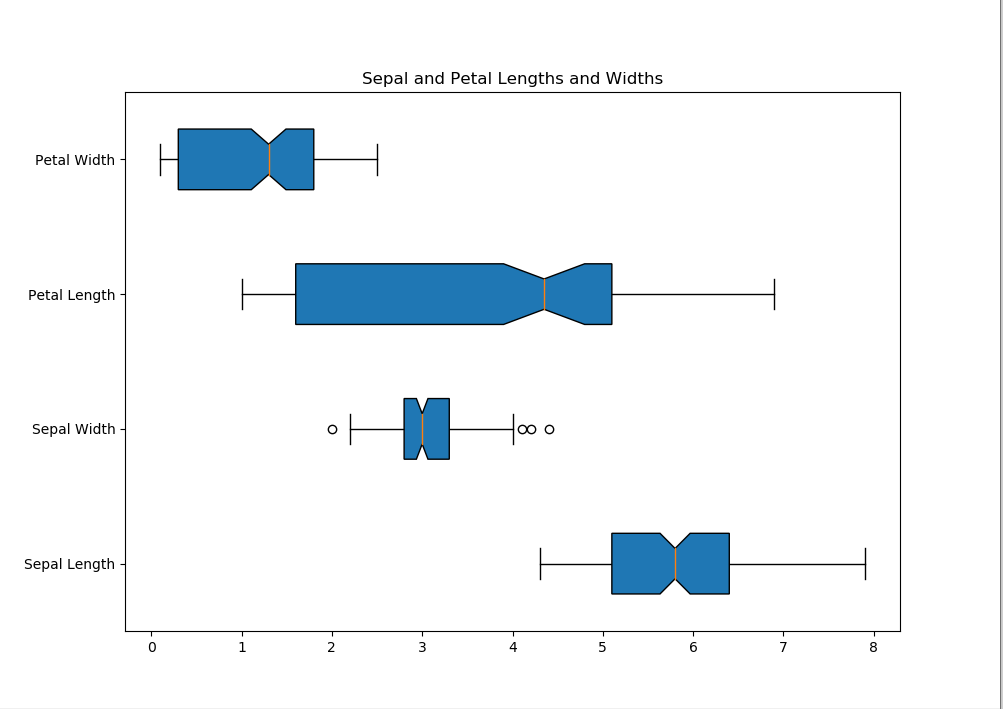 Sepal and Petal Lengths and Widths
Petal Width
Petal Length
Sepal Width
Sepal Length
0 1 2 3 4 5 6 7 8